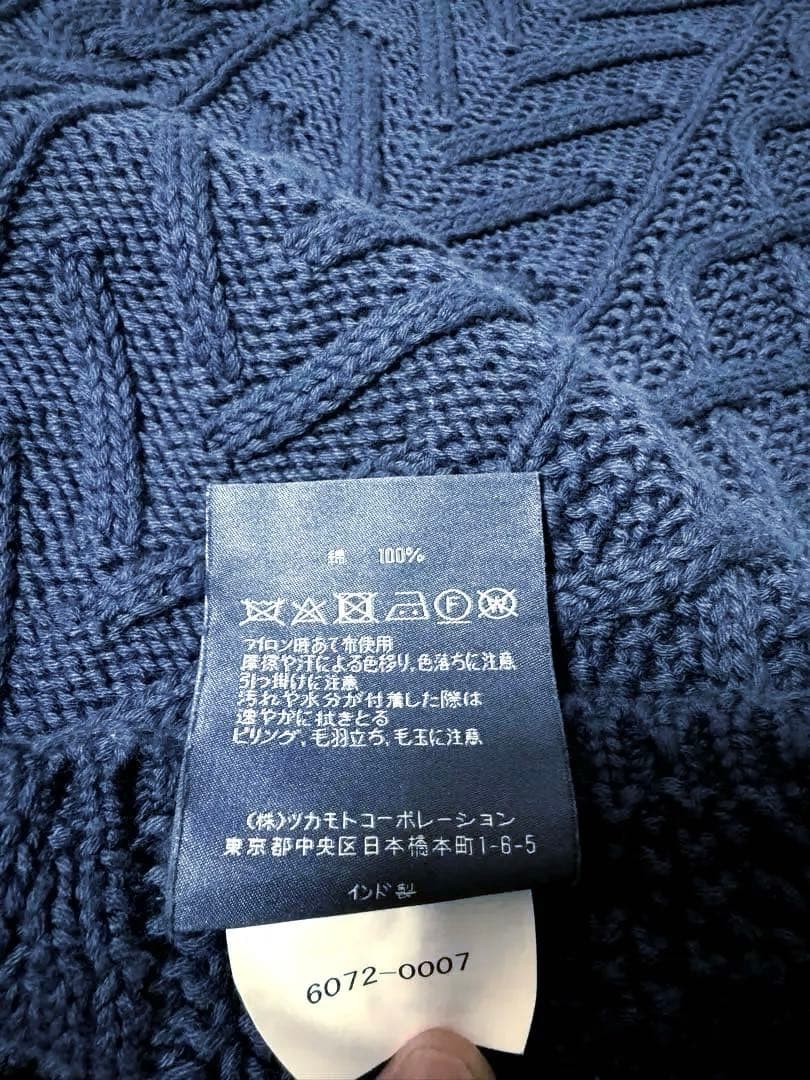 綿 100%
F W
アイロン時あて布使用
摩擦や汗による色移り、色落ちに注意
引っ掛けに注意
汚れや水分が付着した際は
速やかに拭きとる
ピリング、毛羽立ち、毛玉に注意
(株)ツカモトコーポレーション
東京都中央区日本橋本町1-6-5
インド製
6072-0007